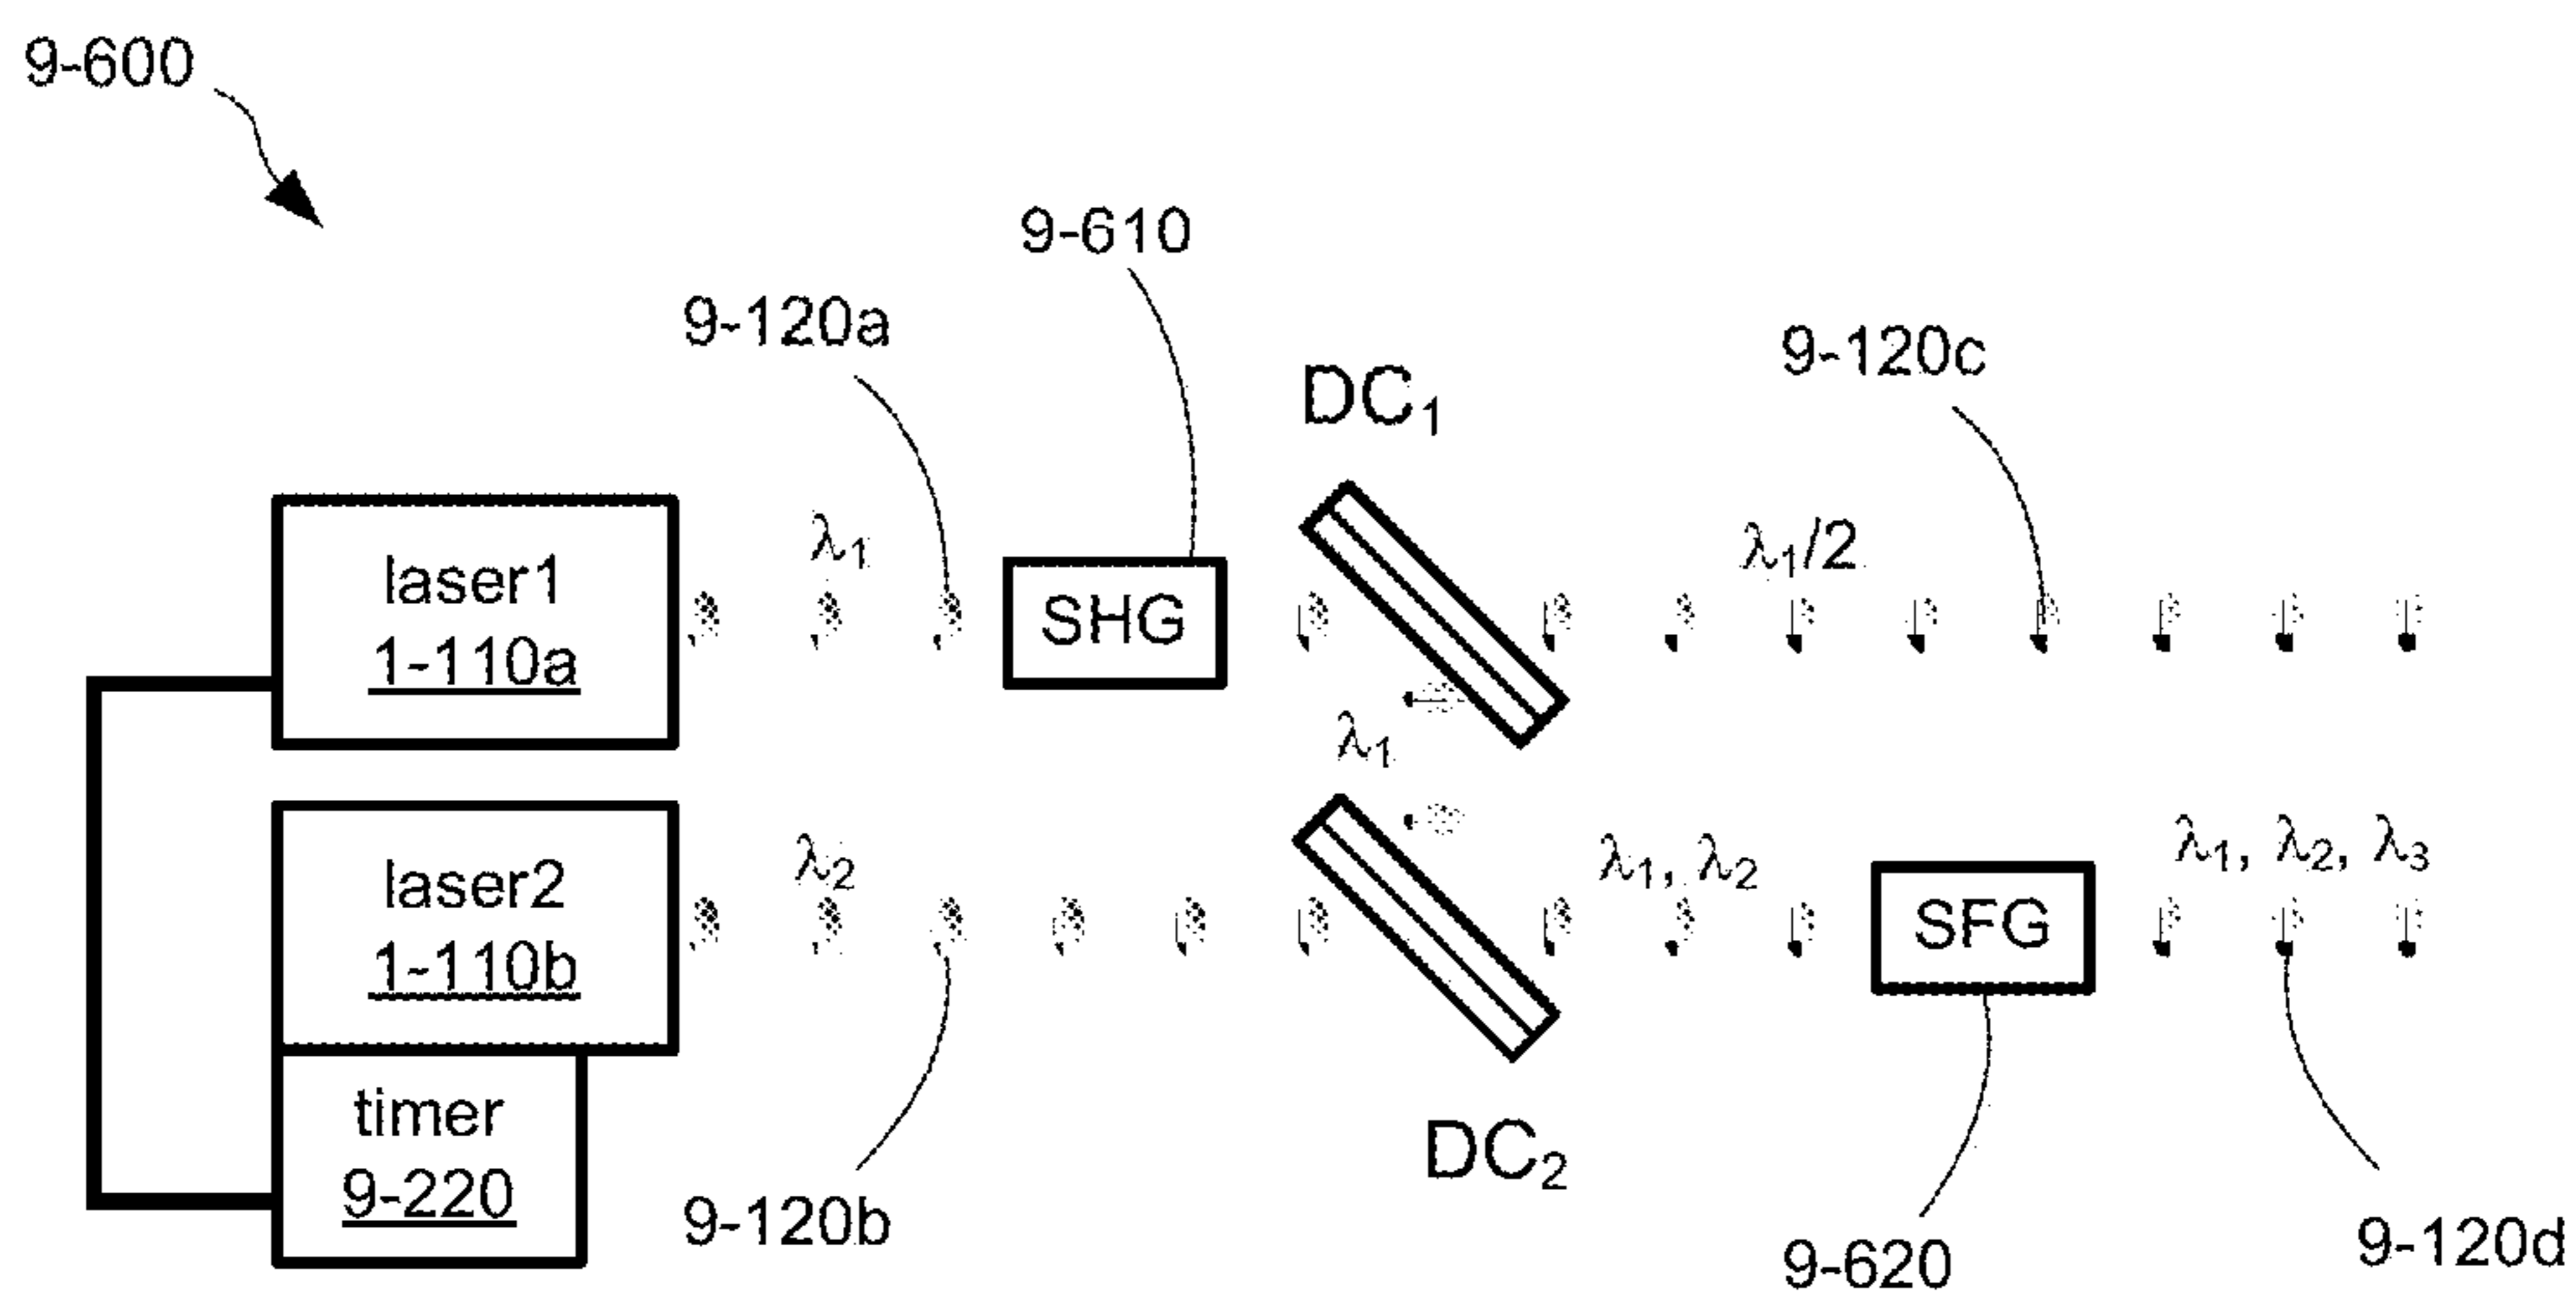 9-600
9-610
9-120a
9-120c
DC₁
λ₁
λ₁/2
laser1
1-110a
SHG
λ₁
laser2
1-110b
λ₂
λ₁, λ₂
SFG
λ₁, λ₂, λ₃
timer
9-220
DC₂
9-120b
9-620
9-120d